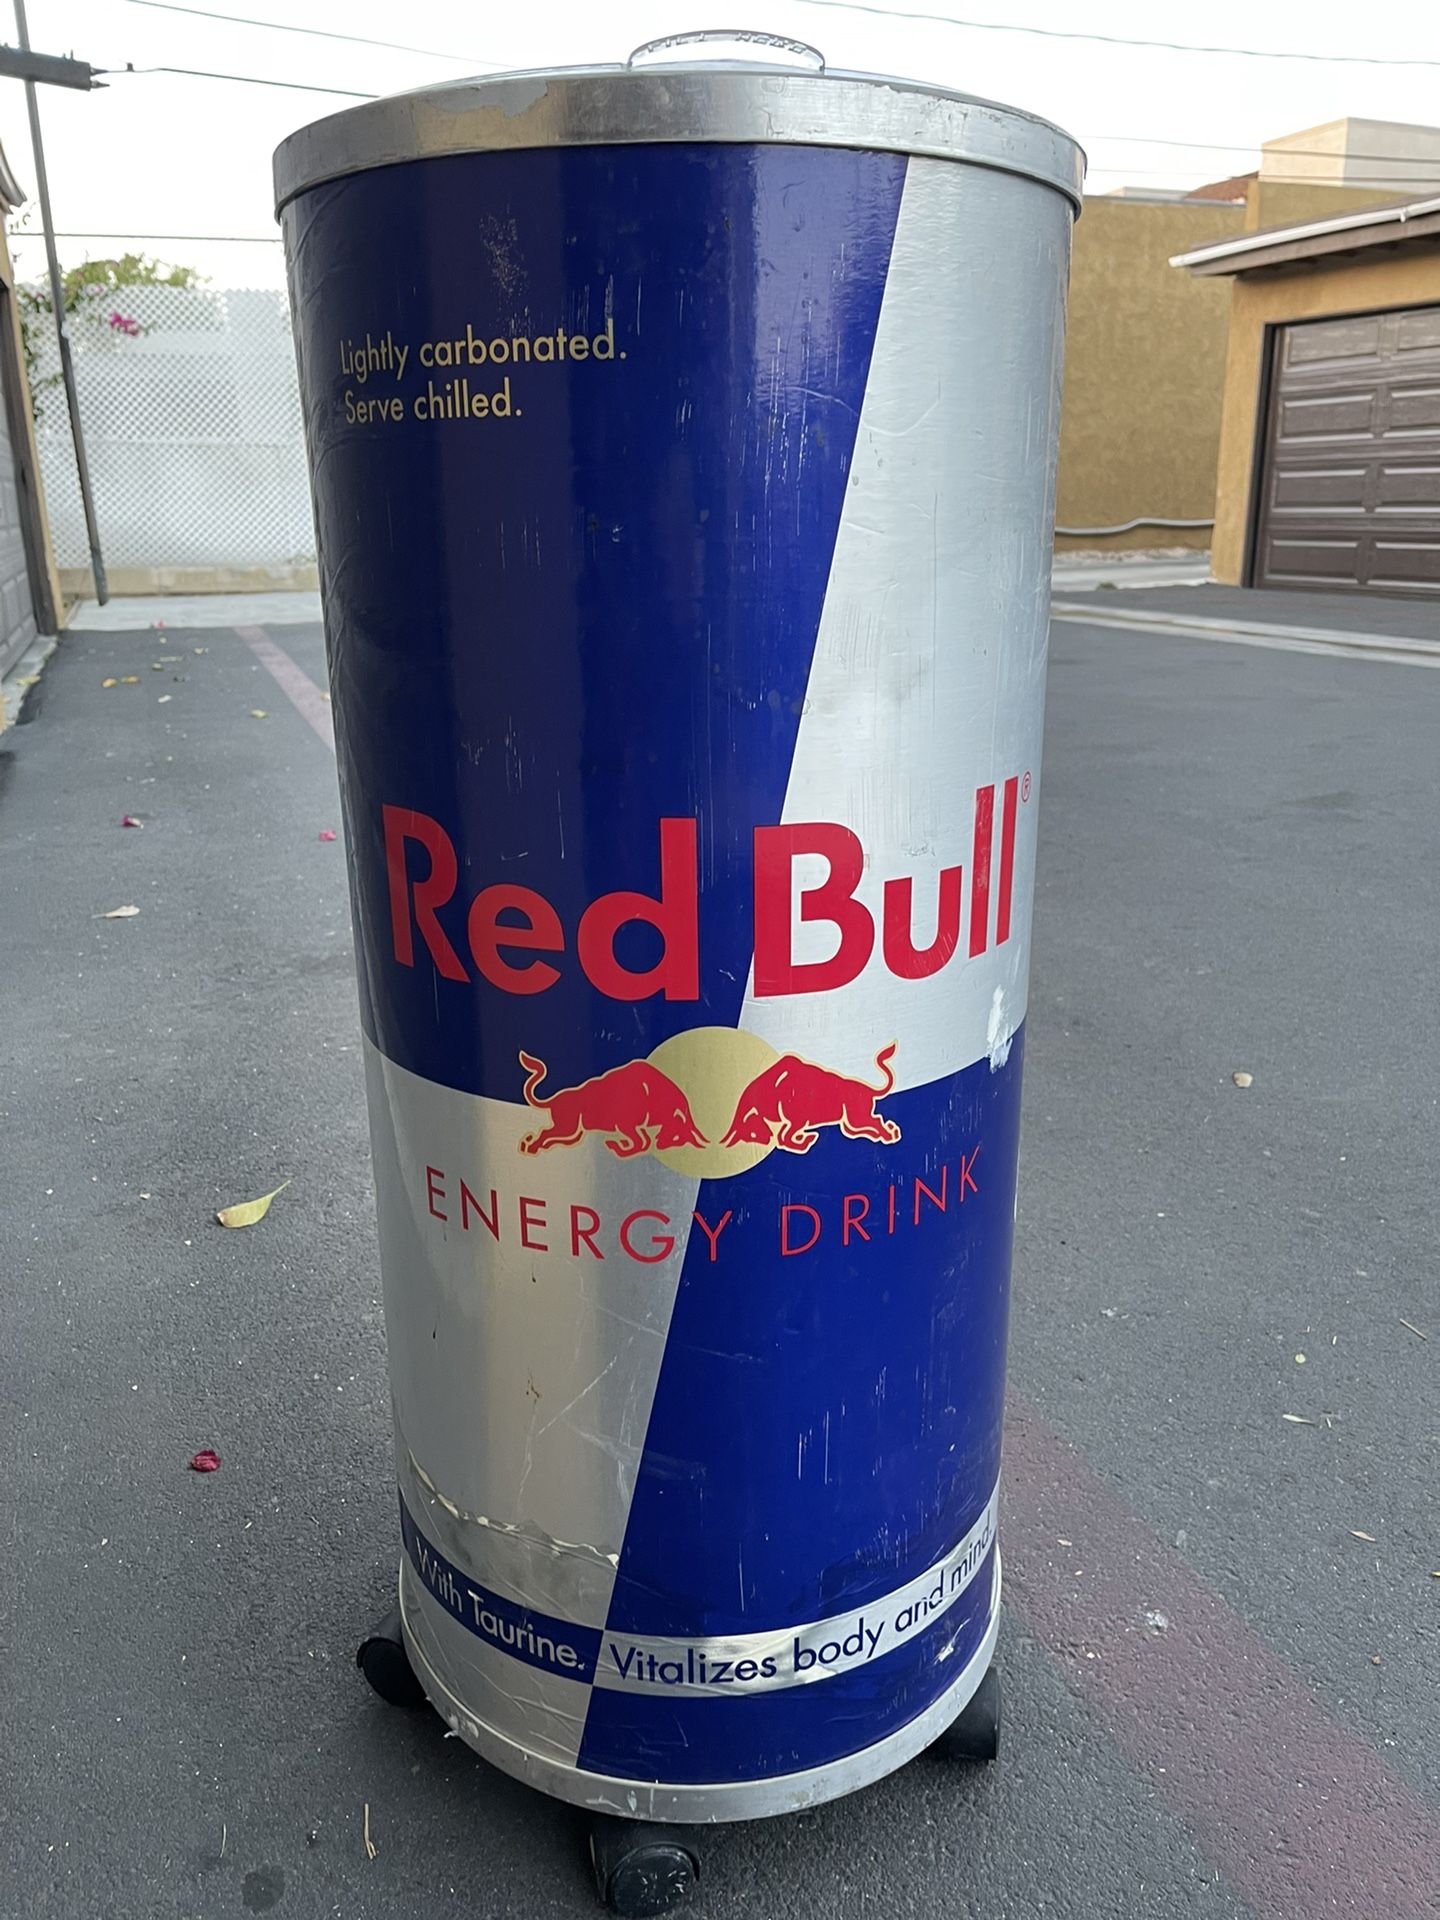 Lightly carbonated.
Serve chilled.
Red Bull®
ENERGY DRINK
With Taurine. Vitalizes body and mind.